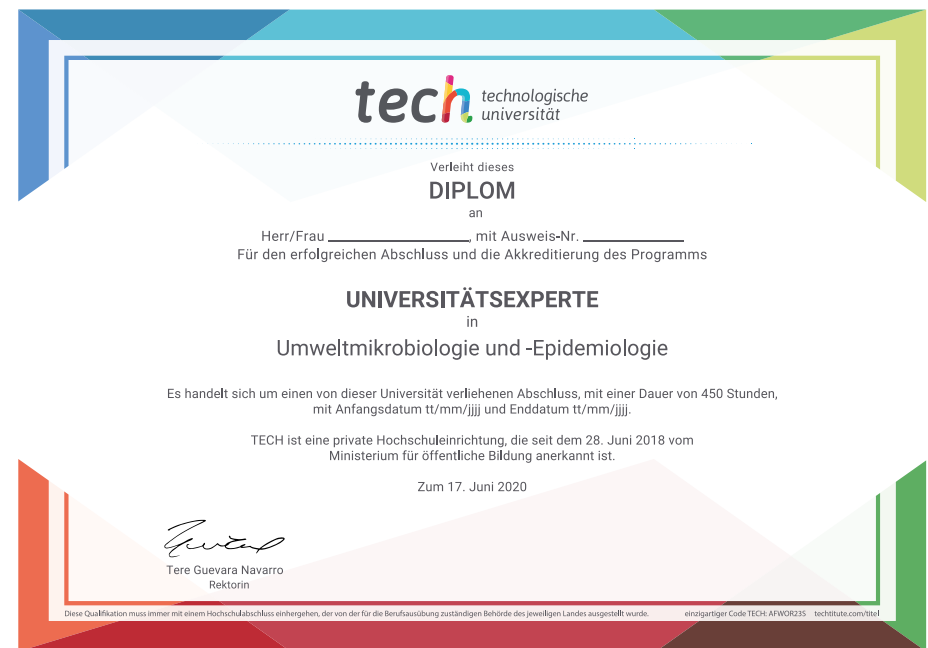 tech technologische
universität
Verleiht dieses
DIPLOM
an
Herr/Frau ____________, mit Ausweis-Nr. ____________
Für den erfolgreichen Abschluss und die Akkreditierung des Programms
UNIVERSITÄTSEXPERTE
in
Umweltmikrobiologie und -Epidemiologie
Es handelt sich um einen von dieser Universität verliehenen Abschluss, mit einer Dauer von 450 Stunden,
mit Anfangsdatum tt/mm/jjjj und Enddatum tt/mm/jjjj.
TECH ist eine private Hochschuleinrichtung, die seit dem 28. Juni 2018 vom
Ministerium für öffentliche Bildung anerkannt ist.
Zum 17. Juni 2020
Tere Guevara Navarro
Rektorin
Diese Qualifikation muss immer mit einem Hochschulabschluss einhergehen, der von der für die Berufsausübung zuständigen Behörde des jeweiligen Landes ausgestellt wurde. einzigartiger Code TECH: AFWOR23S techtitute.com/titel